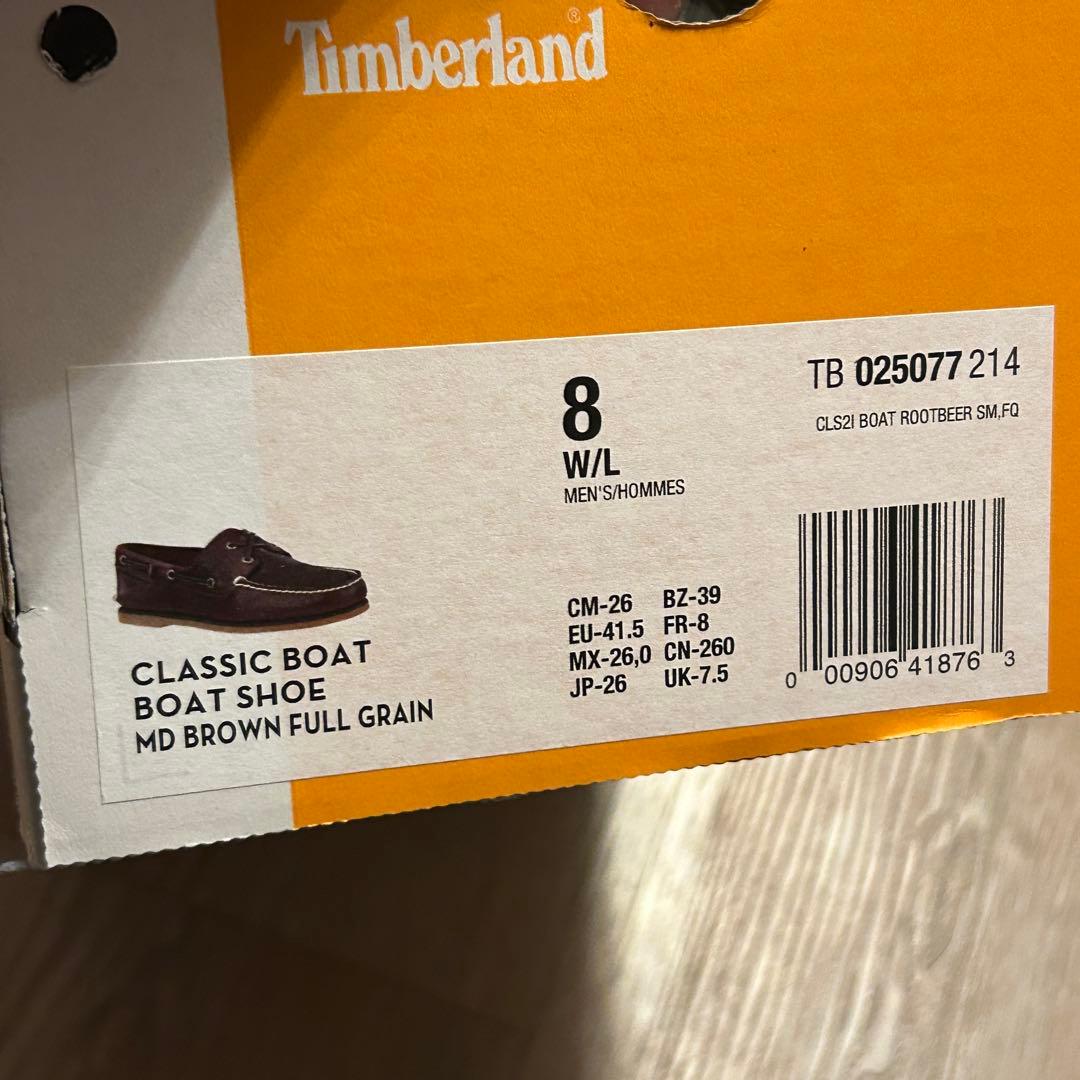 Timberland®
8
W/L
MEN'S/HOMMES
TB 025077 214
CLS2I BOAT ROOTBEER SM,FQ
CLASSIC BOAT
BOAT SHOE
MD BROWN FULL GRAIN
CM-26 BZ-39
EU-41.5 FR-8
MX-26,0 CN-260
JP-26 UK-7.5
0 00906 41876 3